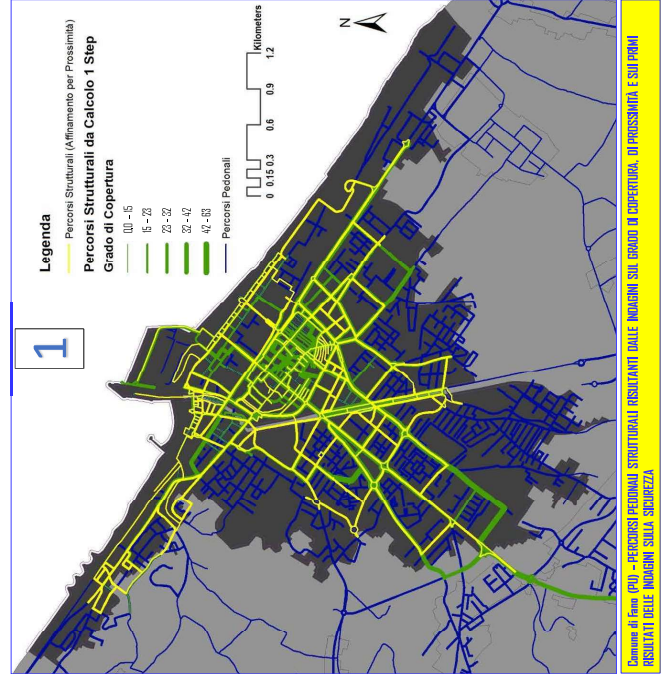 1
Legenda
Percorsi Strutturali (Affinamento per Prossimità)
Percorsi Strutturali da Calcolo 1 Step
Grado di Copertura
0,0 - 15
15 - 23
23 - 32
32 - 42
42 - 63
Percorsi Pedonali
Kilometers
0 0.15 0.3 0.6 0.9 1.2
N
Comune di Fano (PU) – PERCORSI PEDONALI STRUTTURALI RISULTANTI DALLE INDAGINI SUL GRADO DI COPERTURA, DI PROSSIMITÀ E SUI PRIMI
RISULTATI DELLE INDAGINI SULLA SICUREZZA